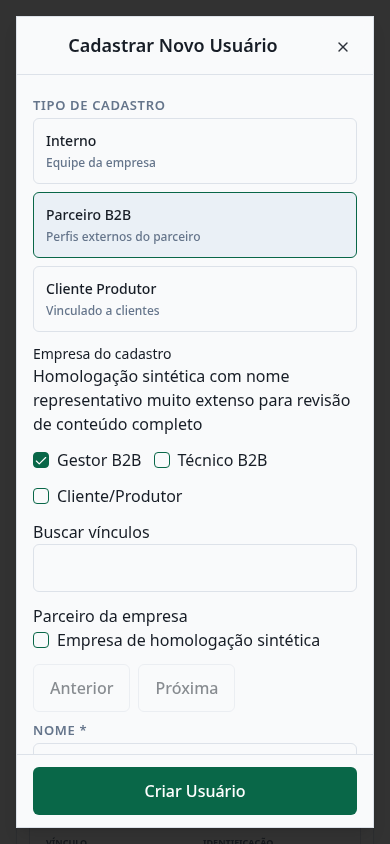 Cadastrar Novo Usuário
×
TIPO DE CADASTRO
Interno
Equipe da empresa
Parceiro B2B
Perfis externos do parceiro
Cliente Produtor
Vinculado a clientes
Empresa do cadastro
Homologação sintética com nome
representativo muito extenso para revisão
de conteúdo completo
Gestor B2B Técnico B2B
Cliente/Produtor
Buscar vínculos
Parceiro da empresa
Empresa de homologação sintética
Anterior Próxima
NOME *
Criar Usuário
VÍNCULO IDENTIFICAÇÃO